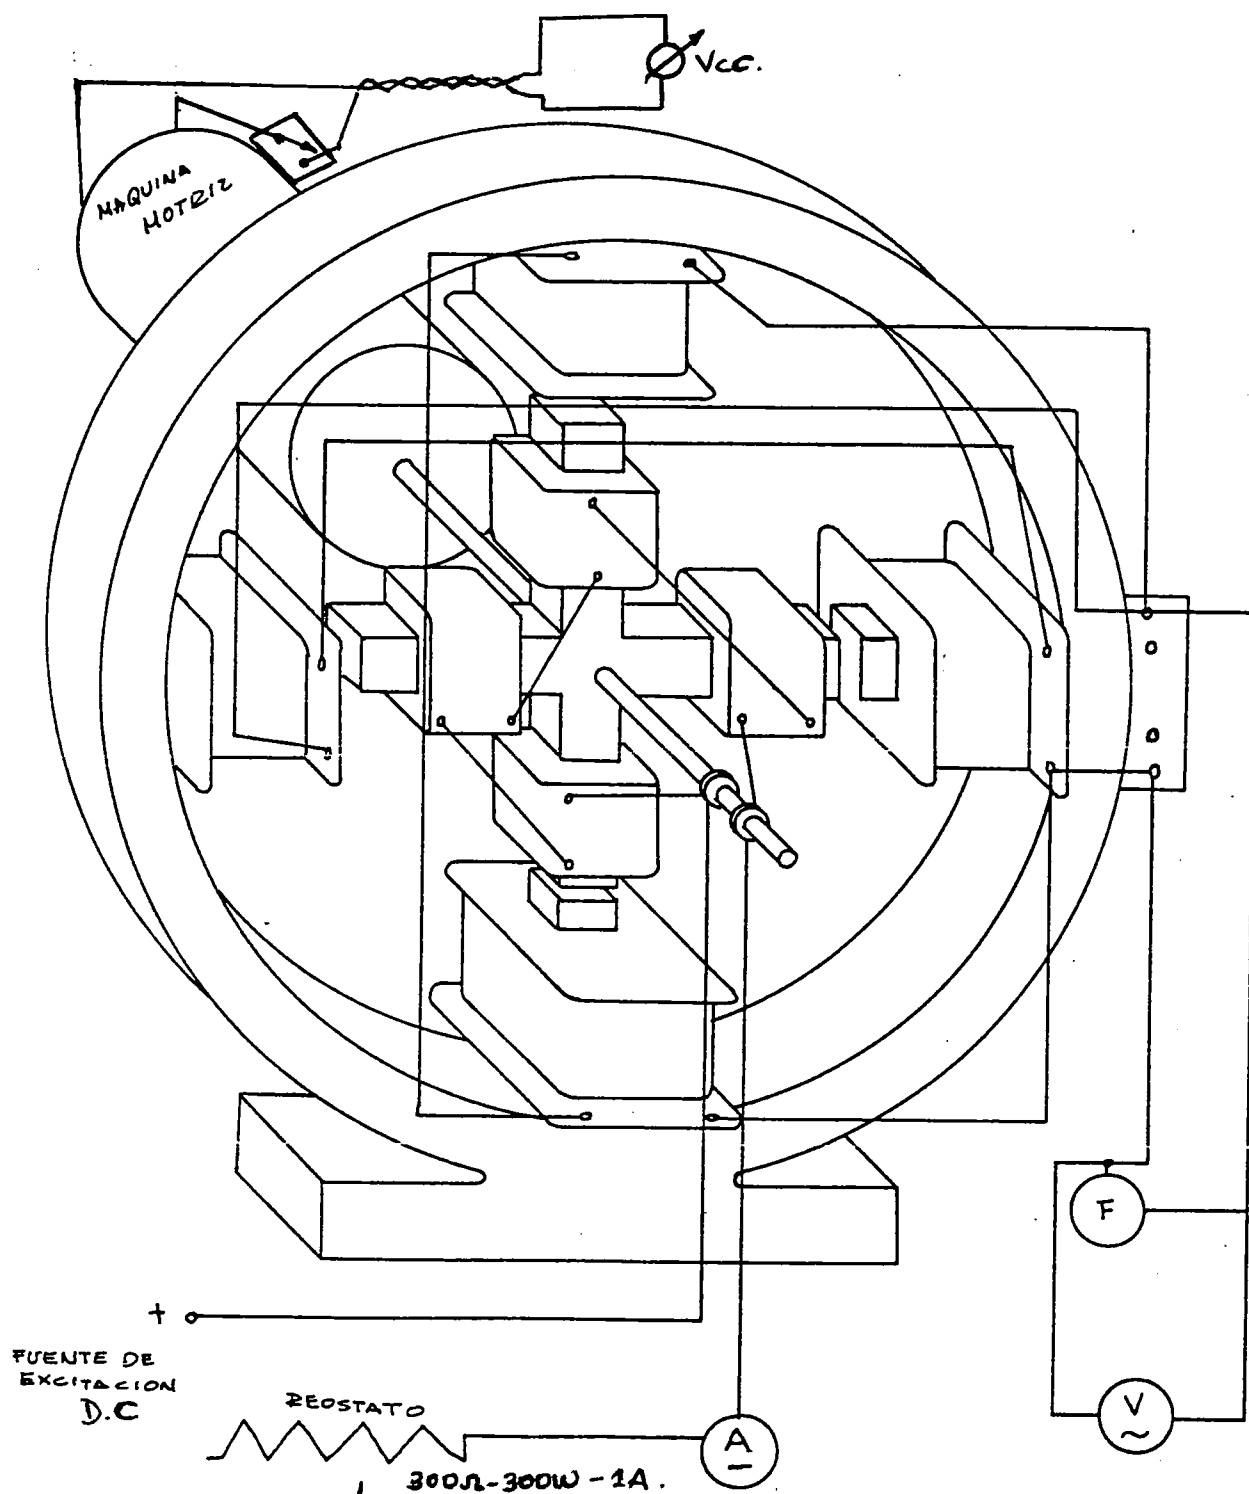 Vcc.
MAQUINA
MOTRIZ
F
+
FUENTE DE
EXCITACION
D.C
REOSTATO
V
~
A
300Ω-300W-1A.